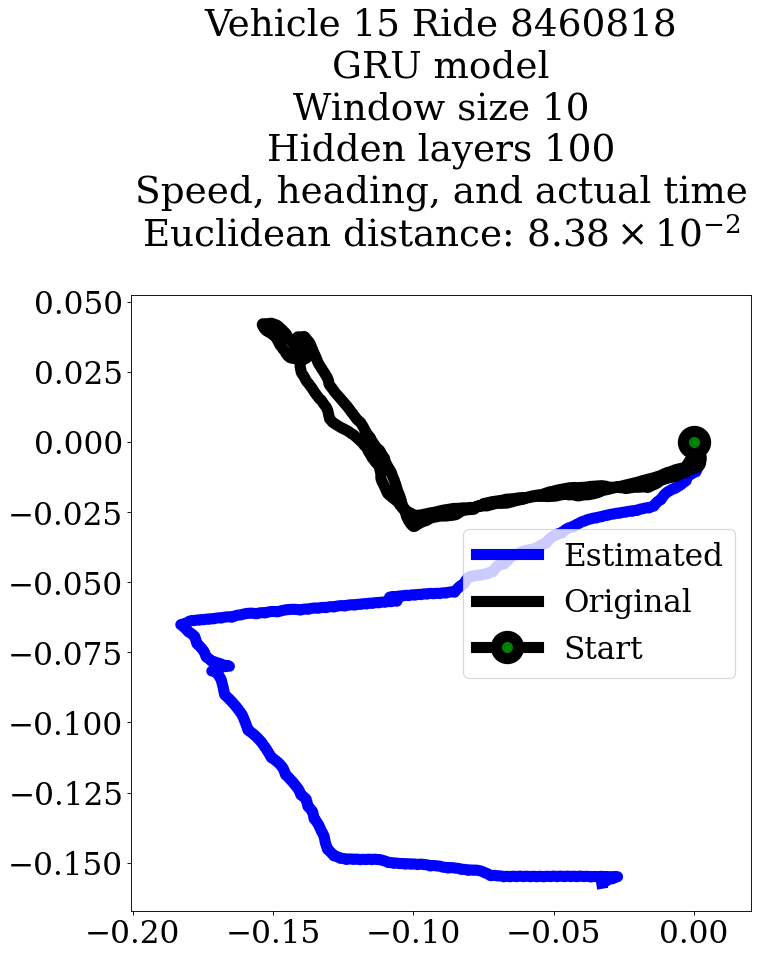 Vehicle 15 Ride 8460818
GRU model
Window size 10
Hidden layers 100
Speed, heading, and actual time
Euclidean distance: 8.38 × 10⁻²
0.050
0.025
0.000
−0.025
−0.050
−0.075
−0.100
−0.125
−0.150
Estimated
Original
Start
−0.20 −0.15 −0.10 −0.05 0.00